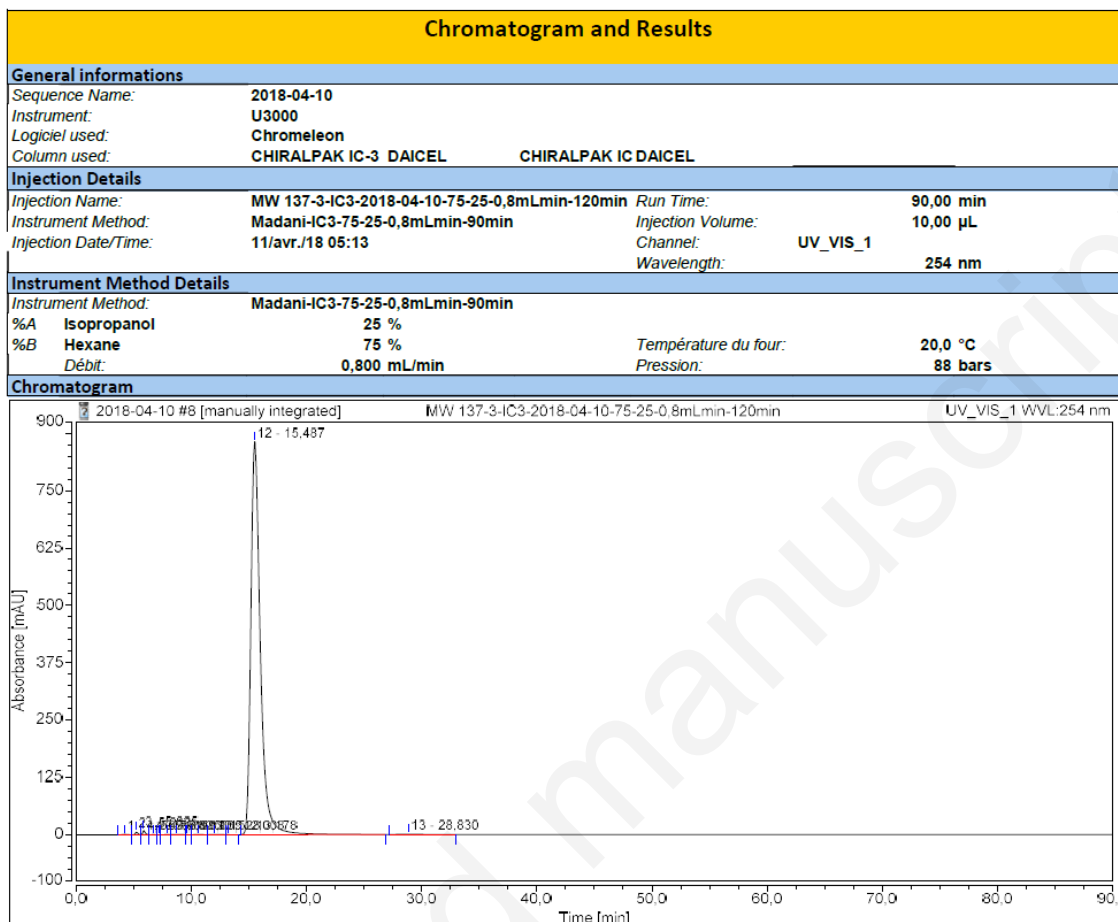 Chromatogram and Results
General informations
Sequence Name: 2018-04-10
Instrument: U3000
Logiciel used: Chromeleon
Column used: CHIRALPAK IC-3 DAICEL CHIRALPAK IC DAICEL
Injection Details
Injection Name: MW 137-3-IC3-2018-04-10-75-25-0,8mLmin-120min Run Time: 90,00 min
Instrument Method: Madani-IC3-75-25-0,8mLmin-90min Injection Volume: 10,00 µL
Injection Date/Time: 11/avr./18 05:13 Channel: UV_VIS_1
Wavelength: 254 nm
Instrument Method Details
Instrument Method: Madani-IC3-75-25-0,8mLmin-90min
%A Isopropanol 25 %
%B Hexane 75 % Température du four: 20,0 °C
Débit: 0,800 mL/min Pression: 88 bars
Chromatogram
2018-04-10 #8 [manually integrated] MW 137-3-IC3-2018-04-10-75-25-0,8mLmin-120min UV_VIS_1 WVL:254 nm
900
12 - 15,487
750
625
500
375
250
125
13 - 28,830
0
-100
Absorbance [mAU]
0,0 10,0 20,0 30,0 40,0 50,0 60,0 70,0 80,0 90,
Time [min]
manuscrip